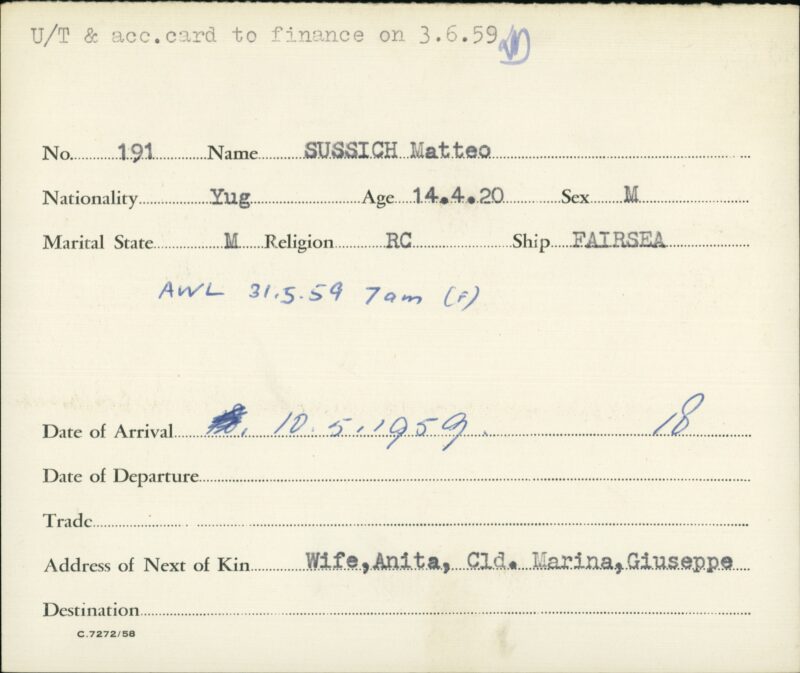 U/T & acc.card to finance on 3.6.59
No. 191 Name SUSSICH Matteo
Nationality Yug Age 14.4.20 Sex M
Marital State M Religion RC Ship FAIRSEA
AWL 31.5.59 7am (F)
Date of Arrival 10.5.1959. 18
Date of Departure
Trade
Address of Next of Kin Wife,Anita, Cld. Marina,Giuseppe
Destination
C.7272/58